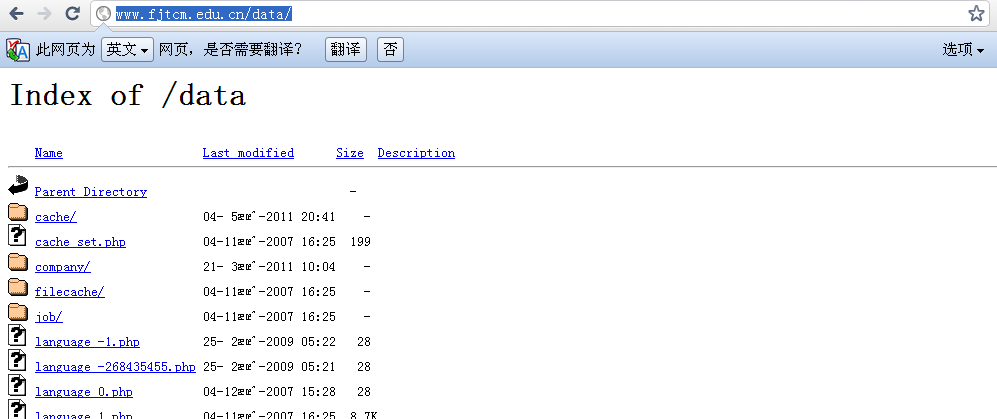 www.fjtcm.edu.cn/data/
此网页为 英文 网页，是否需要翻译？ 翻译 否 选项
Index of /data
Name Last modified Size Description
Parent Directory -
cache/ 04- 5æœˆ-2011 20:41 -
cache_set.php 04-11æœˆ-2007 16:25 199
company/ 21- 3æœˆ-2011 10:04 -
filecache/ 04-11æœˆ-2007 16:25 -
job/ 04-11æœˆ-2007 16:25 -
language_-1.php 25- 2æœˆ-2009 05:22 28
language_-268435455.php 25- 2æœˆ-2009 05:21 28
language_0.php 04-12æœˆ-2007 15:28 28
language_1.php 04-11æœˆ-2007 16:25 8.7K